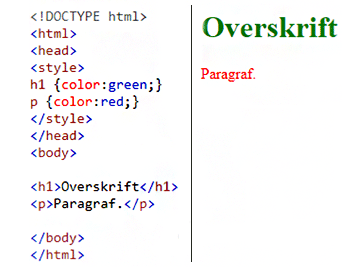 <!DOCTYPE html>
<html>
<head>
<style>
h1 {color:green;}
p {color:red;}
</style>
</head>
<body>
<h1>Overskrift</h1>
<p>Paragraf.</p>
</body>
</html>
Overskrift
Paragraf.